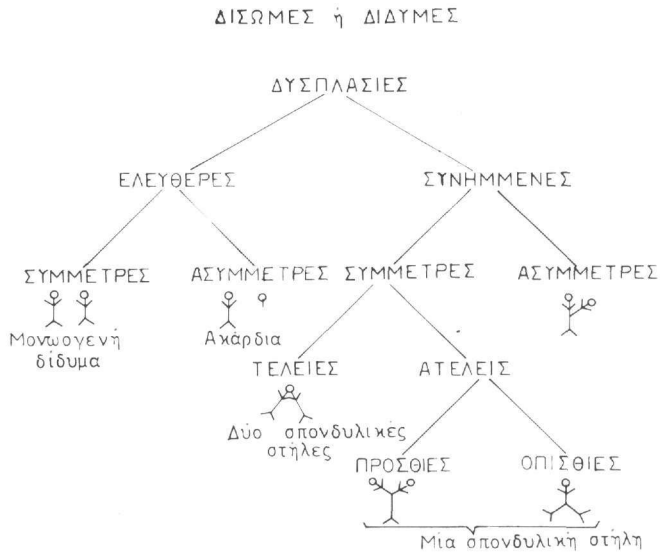 ΔΙΣΩΜΕΣ ή ΔΙΔΥΜΕΣ
ΔΥΣΠΛΑΣΙΕΣ
ΕΛΕΥΘΕΡΕΣ
ΣΥΝΗΜΜΕΝΕΣ
ΣΥΜΜΕΤΡΕΣ
ΑΣΥΜΜΕΤΡΕΣ
ΣΥΜΜΕΤΡΕΣ
ΑΣΥΜΜΕΤΡΕΣ
Μονωογενή
δίδυμα
Ακάρδια
ΤΕΛΕΙΕΣ
ΑΤΕΛΕΙΣ
Δύο σπονδυλικές
στήλες
ΠΡΟΣΘΙΕΣ
ΟΠΙΣΘΙΕΣ
Μία σπονδυλική στήλη